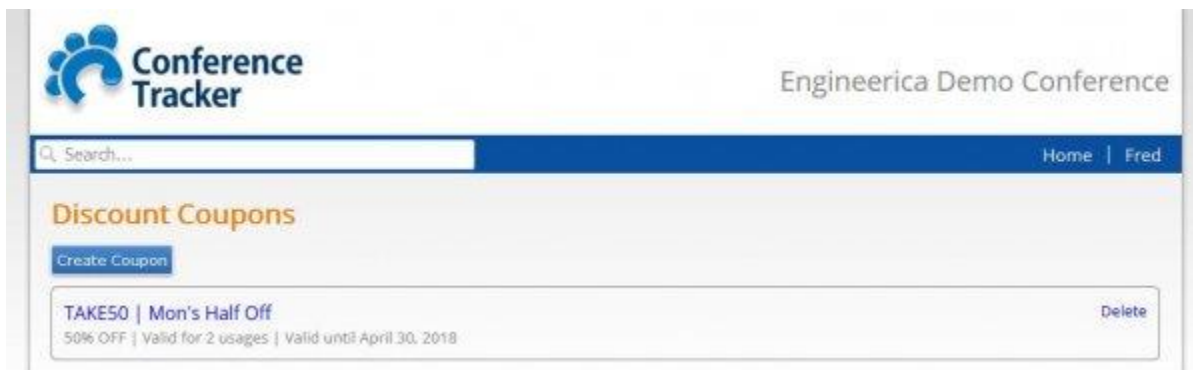 Conference
Tracker
Engineerica Demo Conference
Search...
Home | Fred
Discount Coupons
Create Coupon
TAKE50 | Mon's Half Off
Delete
50% OFF | Valid for 2 usages | Valid until April 30, 2018